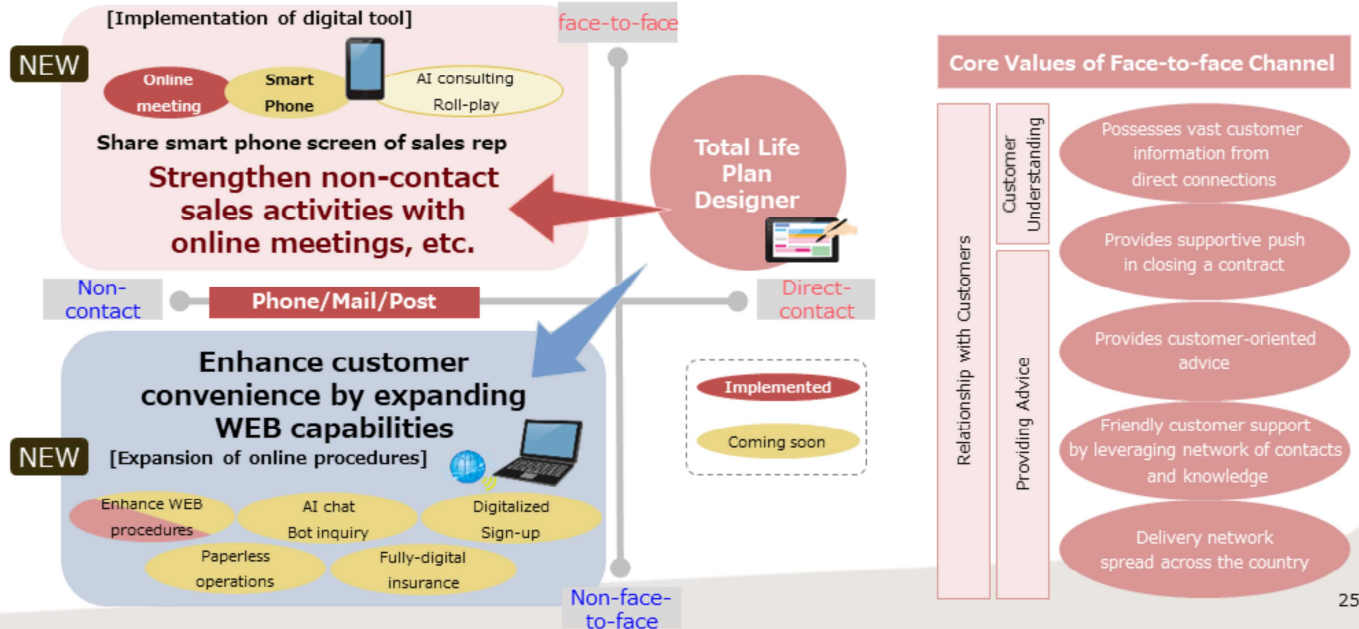 [Implementation of digital tool]
NEW
Online
meeting
Smart
Phone
AI consulting
Roll-play
Share smart phone screen of sales rep
Strengthen non-contact
sales activities with
online meetings, etc.
face-to-face
Total Life
Plan
Designer
Non-
contact
Phone/Mail/Post
Direct-
contact
Enhance customer
convenience by expanding
WEB capabilities
NEW
[Expansion of online procedures]
Enhance WEB
procedures
AI chat
Bot inquiry
Digitalized
Sign-up
Paperless
operations
Fully-digital
insurance
Non-face-
to-face
Implemented
Coming soon
Core Values of Face-to-face Channel
Relationship with Customers
Customer
Understanding
Providing Advice
Possesses vast customer
information from
direct connections
Provides supportive push
in closing a contract
Provides customer-oriented
advice
Friendly customer support
by leveraging network of contacts
and knowledge
Delivery network
spread across the country
25